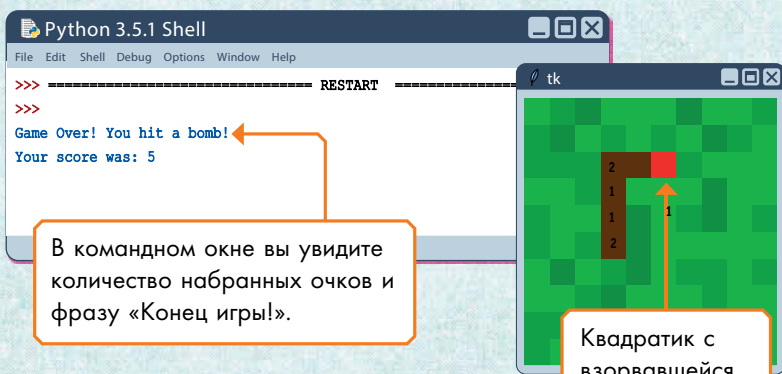 Python 3.5.1 Shell
File Edit Shell Debug Options Window Help
>>> ================================ RESTART ================
>>>
Game Over! You hit a bomb!
Your score was: 5
В командном окне вы увидите
количество набранных очков и
фразу «Конец игры!».
tk
2
1
1
1
2
Квадратик с
взорвавшейся